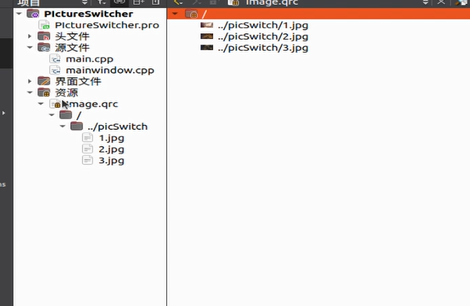 项目
image.qrc
PIctureSwitcher
PIctureSwitcher.pro
头文件
源文件
main.cpp
mainwindow.cpp
界面文件
资源
image.qrc
/
../picSwitch
1.jpg
2.jpg
3.jpg
/
../picSwitch/1.jpg
../picSwitch/2.jpg
../picSwitch/3.jpg